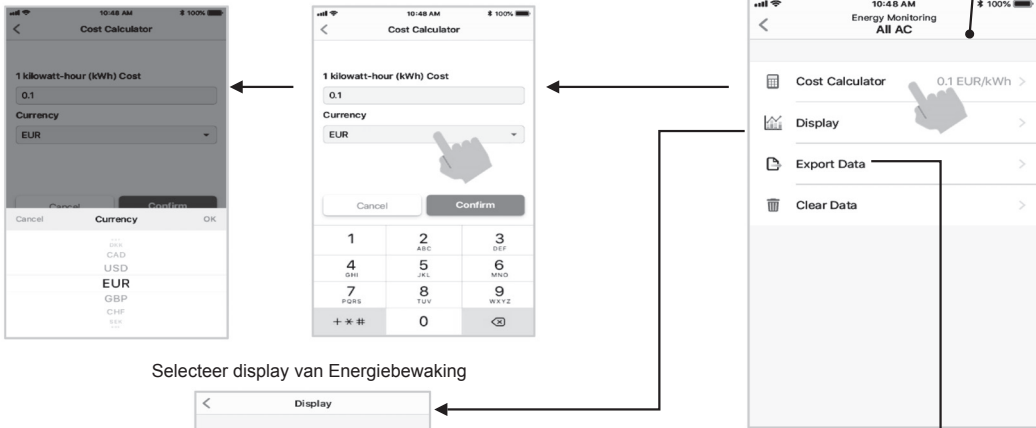 10:48 AM
100%
Cost Calculator
1 kilowatt-hour (kWh) Cost
0.1
Currency
EUR
Cancel
Confirm
Cancel
Currency
OK
DKK
CAD
USD
EUR
GBP
CHF
10:48 AM
100%
Cost Calculator
1 kilowatt-hour (kWh) Cost
0.1
Currency
EUR
Cancel
Confirm
1
2
3
ABC
DEF
4
5
6
GHI
JKL
MNO
7
8
9
PQRS
TUV
WXYZ
+ * #
0
10:48 AM
100%
Energy Monitoring
All AC
Cost Calculator
0.1 EUR/kWh
Display
Export Data
Clear Data
Selecteer display van Energiebewaking
Display